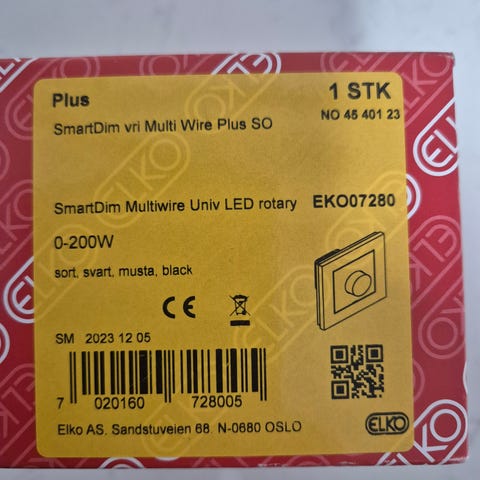 Plus
1 STK
NO 45 401 23
SmartDim vri Multi Wire Plus SO
SmartDim Multiwire Univ LED rotary EKO07280
0-200W
sort, svart, musta, black
CE
SM 2023 12 05
7 020160 728005
Elko AS. Sandstuveien 68. N-0680 OSLO
ELKO